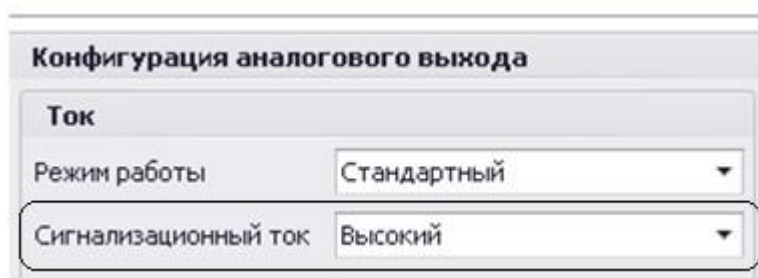 Конфигурация аналогового выхода
Ток
Режим работы Стандартный
Сигнализационный ток Высокий